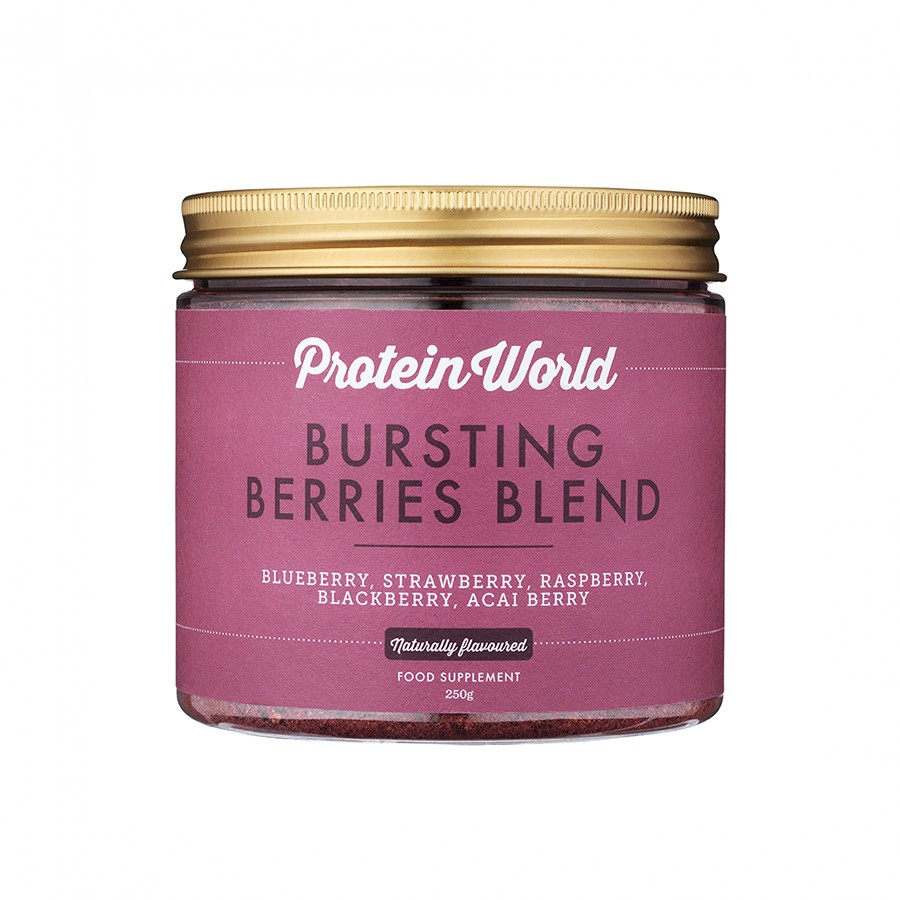 Protein World
BURSTING
BERRIES BLEND
BLUEBERRY, STRAWBERRY, RASPBERRY,
BLACKBERRY, ACAI BERRY
Naturally flavoured
FOOD SUPPLEMENT
250g